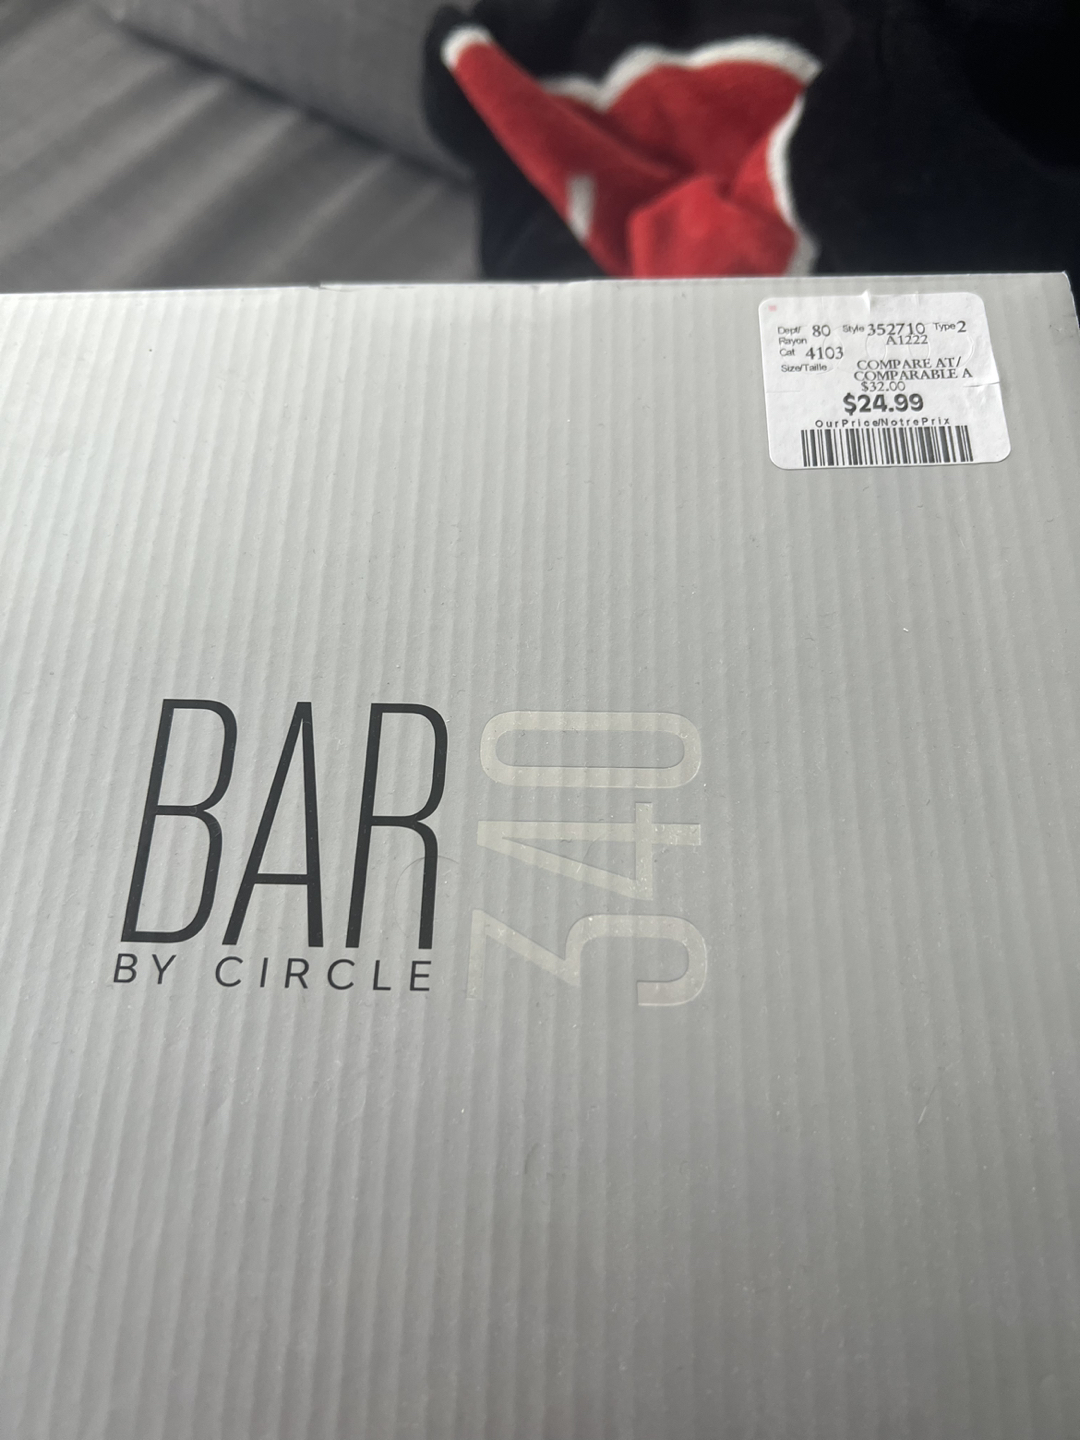 Dept/ 80 Style 352710 Type 2
Rayon A1222
Cat 4103
Size/Taille COMPARE AT/
COMPARABLE A
$32.00
$24.99
OurPrice/NotrePrix
BAR
BY CIRCLE
340